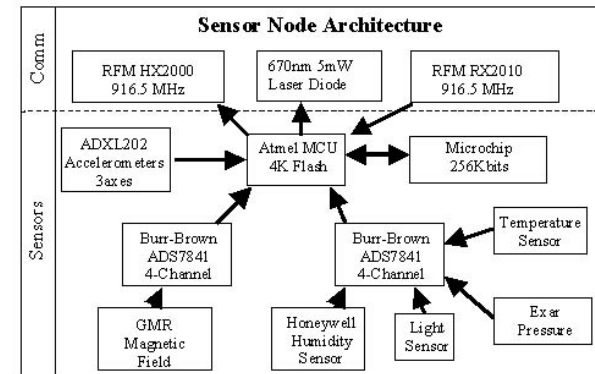 Sensor Node Architecture
Comm
RFM HX2000
916.5 MHz
670nm 5mW
Laser Diode
RFM RX2010
916.5 MHz
Sensors
ADXL202
Accelerometers
3axes
Atmel MCU
4K Flash
Microchip
256Kbits
Burr-Brown
ADS7841
4-Channel
Burr-Brown
ADS7841
4-Channel
Temperature
Sensor
GMR
Magnetic
Field
Honeywell
Humidity
Sensor
Light
Sensor
Exar
Pressure